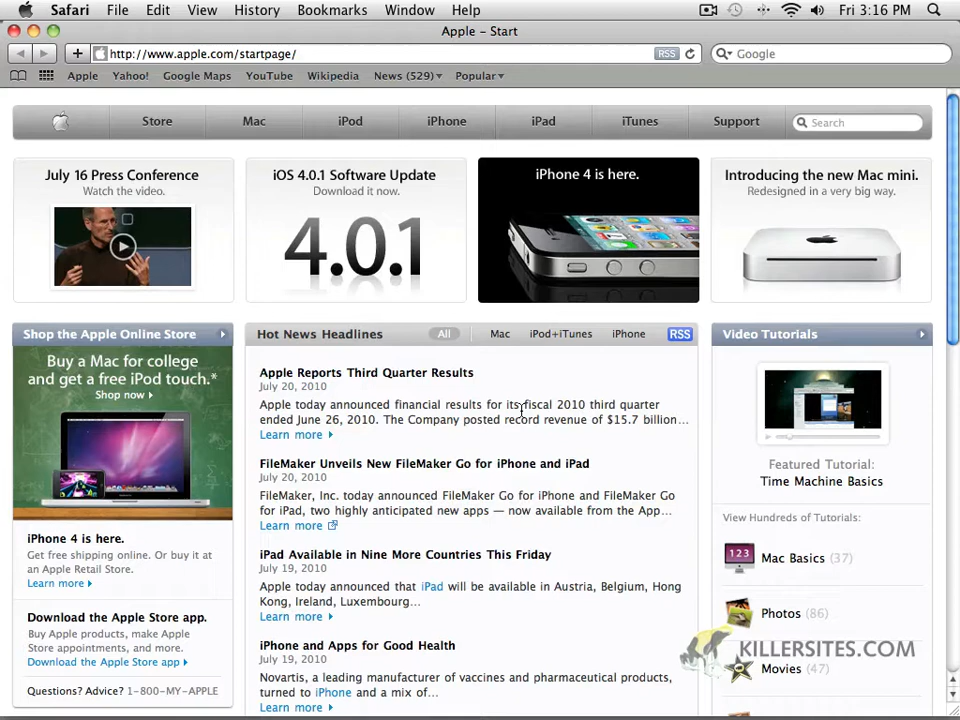 Safari File Edit View History Bookmarks Window Help Fri 3:16 PM
Apple – Start
http://www.apple.com/startpage/ RSS Google
Apple Yahoo! Google Maps YouTube Wikipedia News (529) Popular
Store Mac iPod iPhone iPad iTunes Support Search
July 16 Press Conference
Watch the video.
iOS 4.0.1 Software Update
Download it now.
4.0.1
iPhone 4 is here.
Introducing the new Mac mini.
Redesigned in a very big way.
Shop the Apple Online Store
Buy a Mac for college
and get a free iPod touch.*
Shop now
iPhone 4 is here.
Get free shipping online. Or buy it at
an Apple Retail Store.
Learn more
Download the Apple Store app.
Buy Apple products, make Apple
Store appointments, and more.
Download the Apple Store app
Questions? Advice? 1-800-MY-APPLE
Hot News Headlines All Mac iPod+iTunes iPhone RSS
Apple Reports Third Quarter Results
July 20, 2010
Apple today announced financial results for its fiscal 2010 third quarter
ended June 26, 2010. The Company posted record revenue of $15.7 billion...
Learn more
FileMaker Unveils New FileMaker Go for iPhone and iPad
July 20, 2010
FileMaker, Inc. today announced FileMaker Go for iPhone and FileMaker Go
for iPad, two highly anticipated new apps — now available from the App...
Learn more
iPad Available in Nine More Countries This Friday
July 19, 2010
Apple today announced that iPad will be available in Austria, Belgium, Hong
Kong, Ireland, Luxembourg...
Learn more
iPhone and Apps for Good Health
July 19, 2010
Novartis, a leading manufacturer of vaccines and pharmaceutical products,
turned to iPhone and a mix of...
Learn more
Video Tutorials
Featured Tutorial:
Time Machine Basics
View Hundreds of Tutorials:
123
Mac Basics (37)
Photos (86)
Movies (47)
KILLERSITES.COM